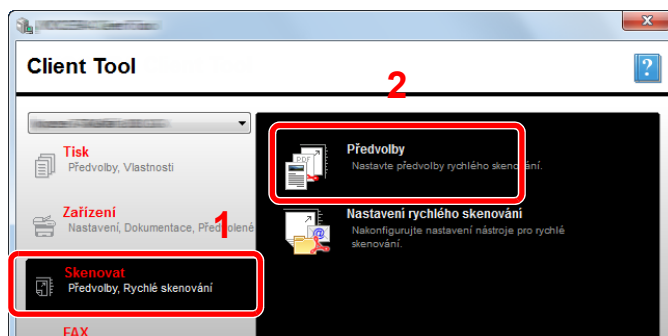 Client Tool
?
2
Tisk
Předvolby, Vlastnosti
Zařízení
Nastavení, Dokumentace,
1
Skenovat
Předvolby, Rychlé skenování
FAX
PDF
Předvolby
Nastavte předvolby rychlého skenování.
Nastavení rychlého skenování
Nakonfigurujte nastavení nástroje pro rychlé
skenování.
@